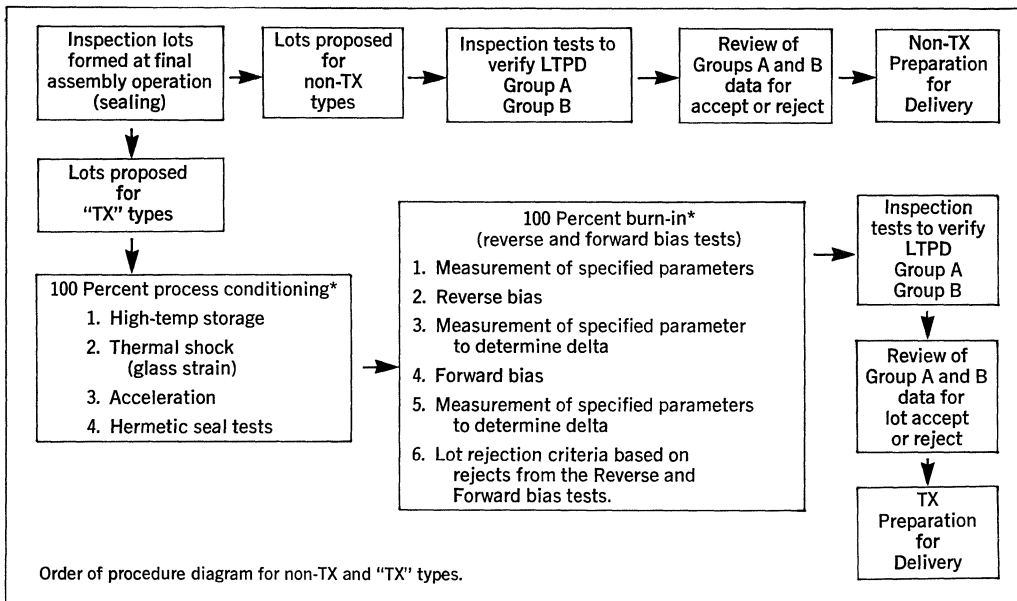 Inspection lots
formed at final
assembly operation
(sealing)
Lots proposed
for
non-TX
types
Inspection tests to
verify LTPD
Group A
Group B
Review of
Groups A and B
data for
accept or reject
Non-TX
Preparation
for
Delivery
Lots proposed
for
“TX” types
100 Percent process conditioning*
1. High-temp storage
2. Thermal shock
(glass strain)
3. Acceleration
4. Hermetic seal tests
100 Percent burn-in*
(reverse and forward bias tests)
1. Measurement of specified parameters
2. Reverse bias
3. Measurement of specified parameter
to determine delta
4. Forward bias
5. Measurement of specified parameters
to determine delta
6. Lot rejection criteria based on
rejects from the Reverse and
Forward bias tests.
Inspection
tests to verify
LTPD
Group A
Group B
Review of
Group A and B
data for
lot accept
or reject
TX
Preparation
for
Delivery
Order of procedure diagram for non-TX and “TX” types.